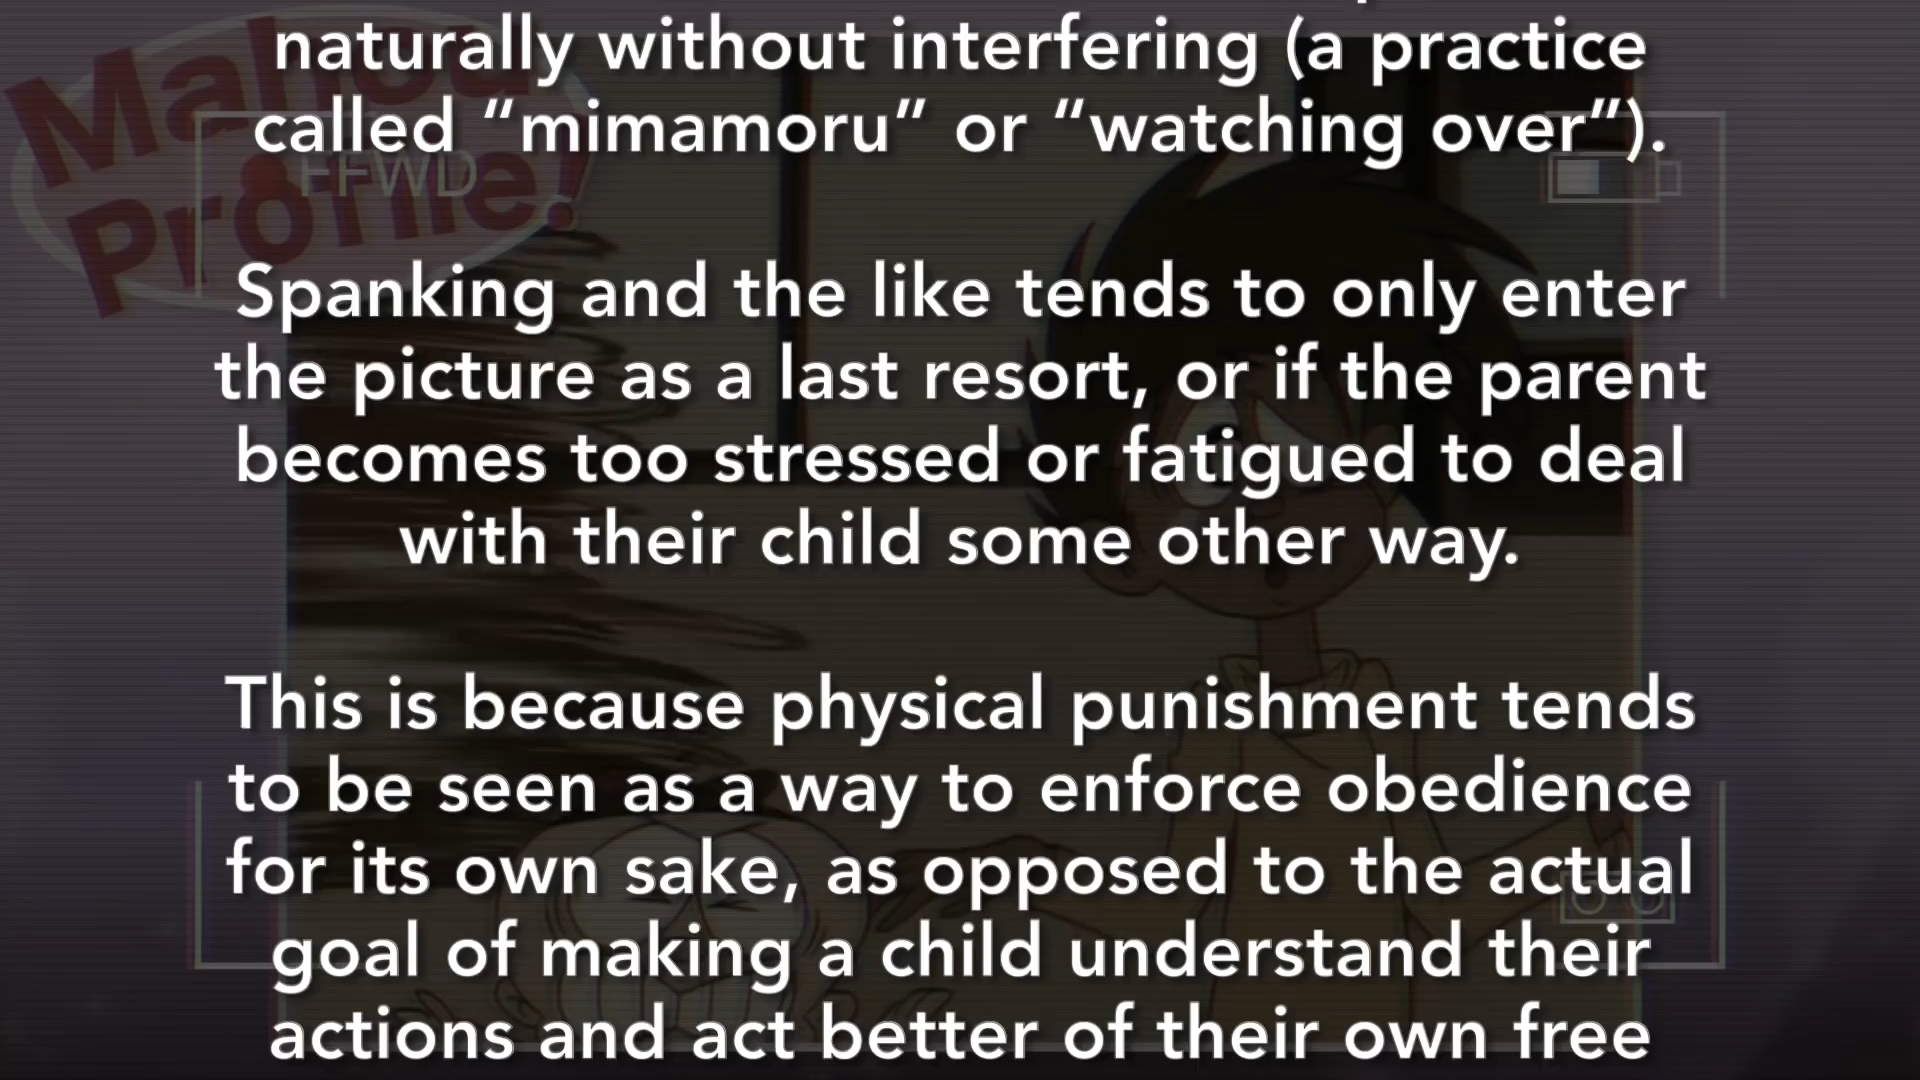 Mahou
Profile!
FFWD
naturally without interfering (a practice
called “mimamoru” or “watching over”).
Spanking and the like tends to only enter
the picture as a last resort, or if the parent
becomes too stressed or fatigued to deal
with their child some other way.
This is because physical punishment tends
to be seen as a way to enforce obedience
for its own sake, as opposed to the actual
goal of making a child understand their
actions and act better of their own free